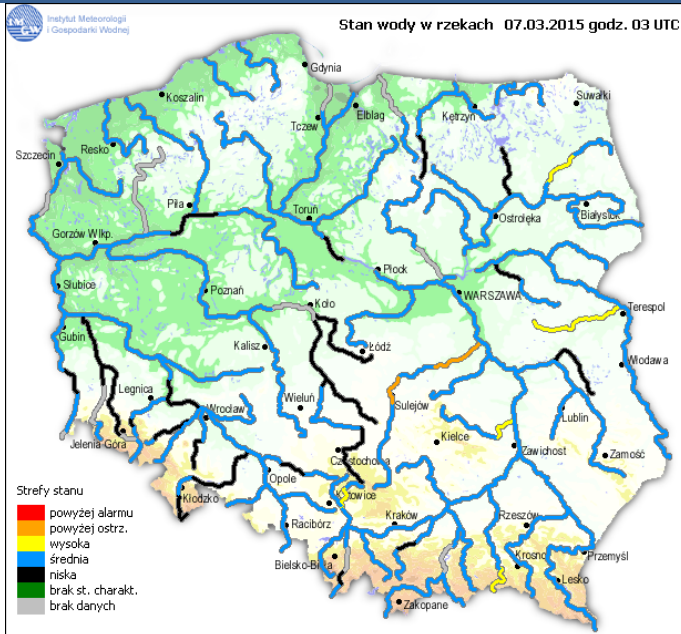 Instytut Meteorologii
i Gospodarki Wodnej
Stan wody w rzekach 07.03.2015 godz. 03 UTC
Gdynia
Koszalin
Suwałki
Elbląg
Kętrzyn
Tczew
Resko
Szczecin
Piła
Toruń
Ostrołęka
Białystok
Gorzów Wlkp.
Płock
Słubice
Poznań
Koło
WARSZAWA
Terespol
Gubin
Kalisz
Łódź
Włodawa
Legnica
Wieluń
Sulejów
Wrocław
Lublin
Jelenia Góra
Kielce
Zawichost
Częstochowa
Zamość
Opole
Strefy stanu
Kłodzko
Katowice
powyżej alarmu
Racibórz
Kraków
Rzeszów
powyżej ostrz.
wysoka
Przemyśl
średnia
Bielsko-Biała
Krosno
niska
Lesko
brak st. charakt.
Zakopane
brak danych